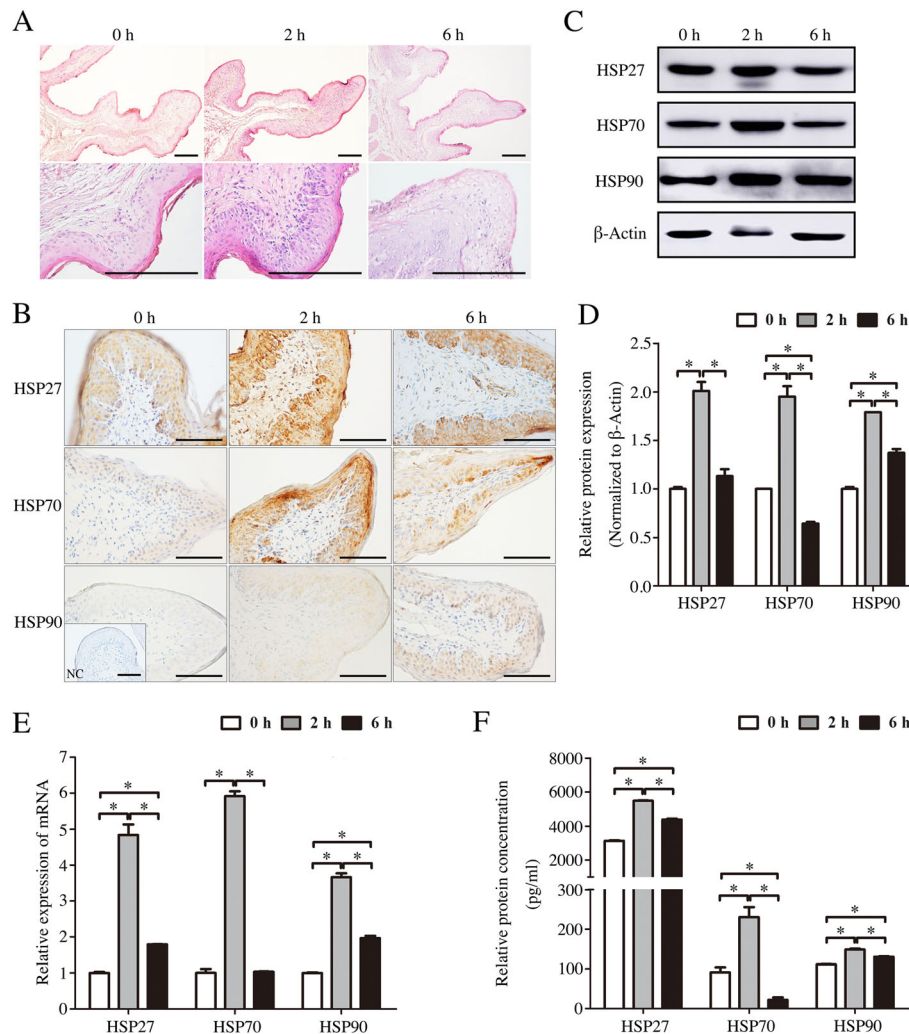 A
0 h 2 h 6 h
C
0 h 2 h 6 h
HSP27
HSP70
HSP90
β-Actin
B
0 h 2 h 6 h
HSP27
HSP70
HSP90
NC
D
0 h 2 h 6 h
Relative protein expression
(Normalized to β-Actin)
2.5
2.0
1.5
1.0
0.5
0.0
* * * * * * * *
HSP27 HSP70 HSP90
E
0 h 2 h 6 h
Relative expression of mRNA
7
6
5
4
3
2
1
0
* * * * * * * *
HSP27 HSP70 HSP90
F
0 h 2 h 6 h
Relative protein concentration
(pg/ml)
8000
6000
4000
2000
300
200
100
0
* * * * * * * * *
HSP27 HSP70 HSP90